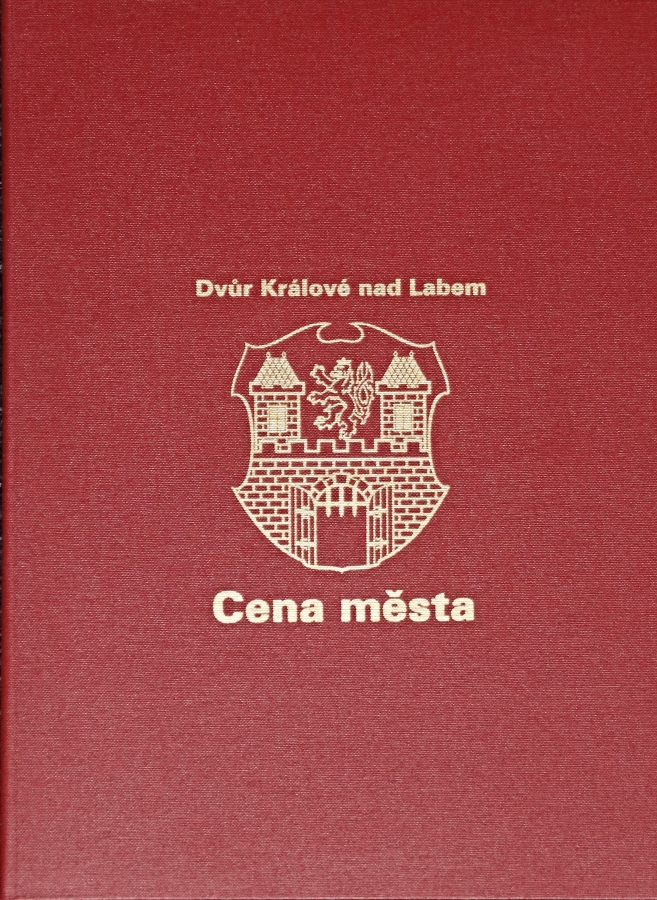 Dvůr Králové nad Labem
Cena města